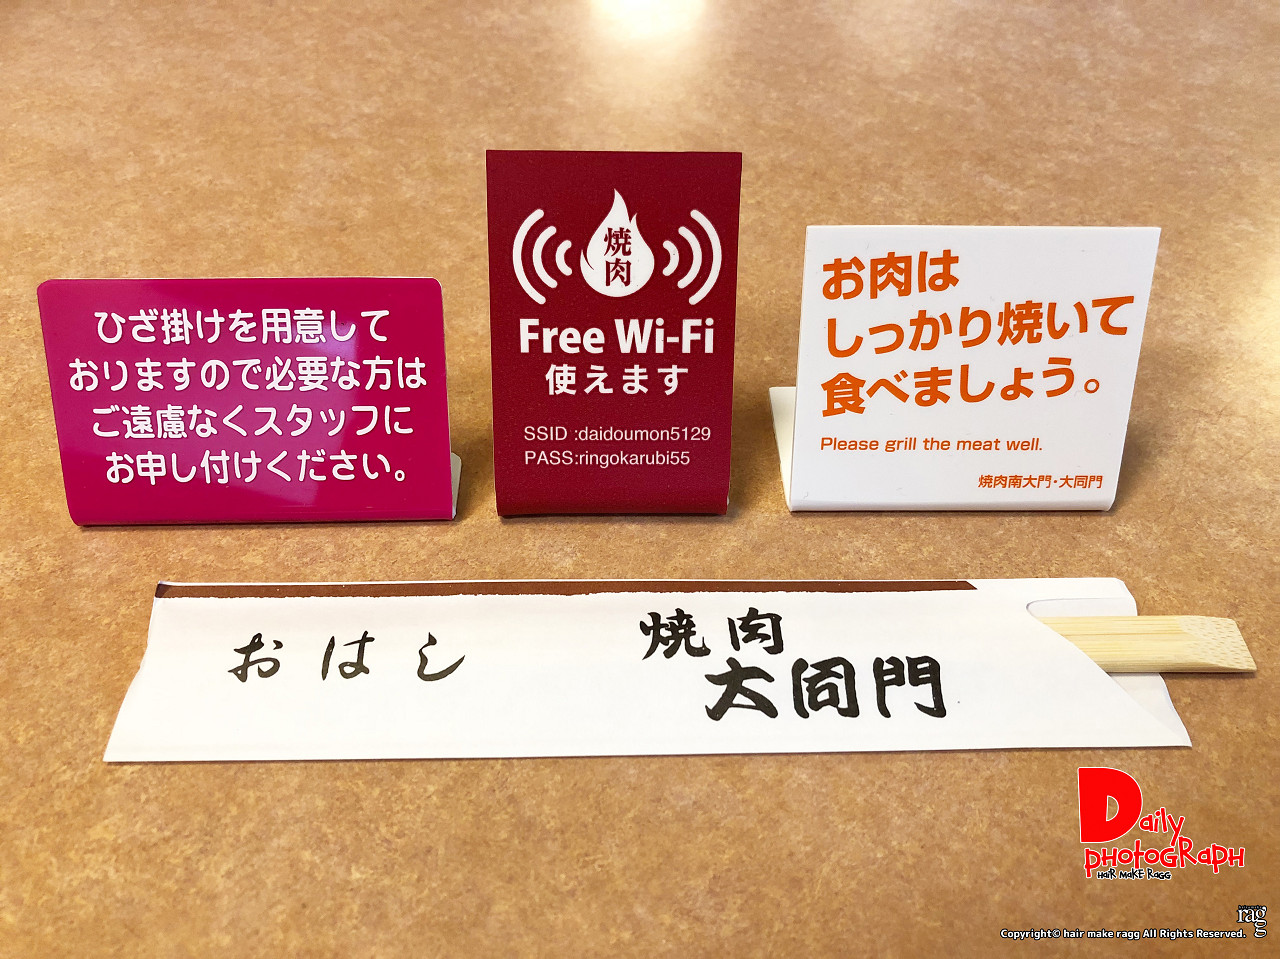 ひざ掛けを用意して
おりますので必要な方は
ご遠慮なくスタッフに
お申し付けください。
焼
肉
Free Wi-Fi
使えます
SSID :daidoumon5129
PASS:ringokarubi55
お肉は
しっかり焼いて
食べましょう。
Please grill the meat well.
焼肉南大門・大同門
おはし
焼肉
大同門
Daily
PHOTOGRAPH
HAIR MAKE RAGG
ragg
Copyright© hair make ragg All Rights Reserved.